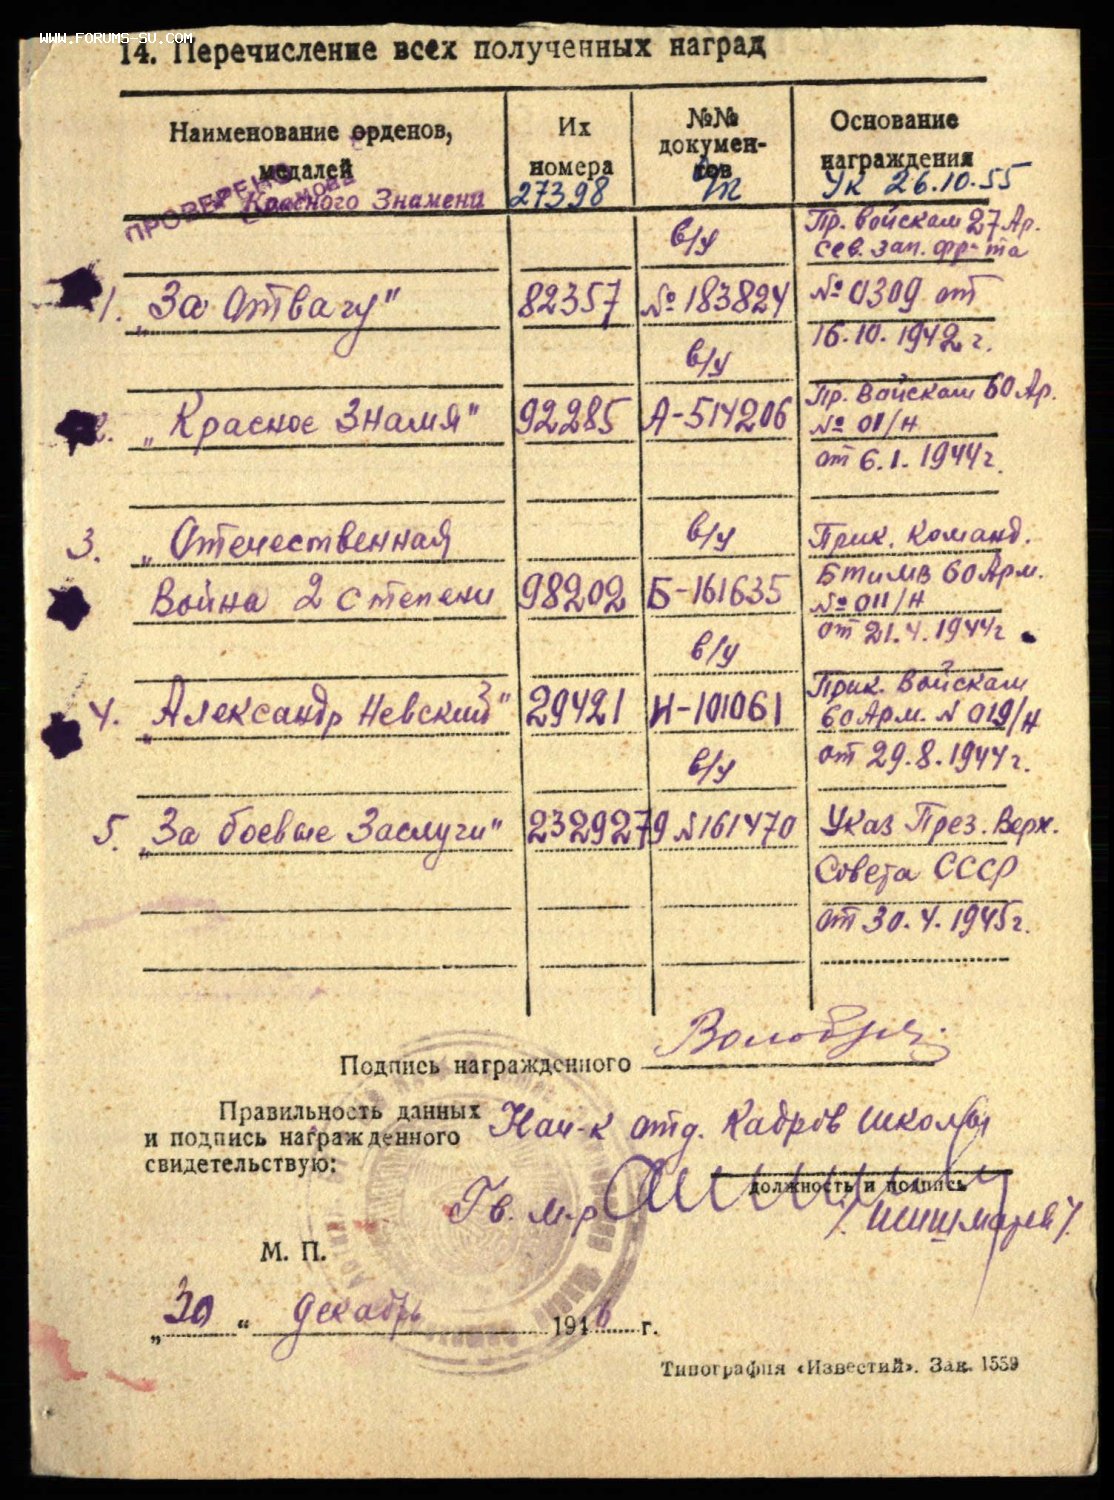 WWW.FORUMS-SU.COM
14. Перечисление всех полученных наград
Наименование орденов, медалей
Их номера
№№ докумен-тов
Основание награждения
ПРОВЕРЕНО
Красного Знамени 27398 Ук 26.10.55
в/у Пр. войскам 27 Ар.
сев. зап. фр-та
1. „За Отвагу" 82357 № 183824 № 0309 от
16.10.1942 г.
в/у
2. „Красное Знамя" 92285 А-514206 Пр. Войскам 60 Ар.
№ 01/н
от 6.1.1944 г.
3. „Отечественная в/у Прик. Команд.
Война 2 степени 98202 Б-161635 БТиМВ 60 Арм.
№ 011/н
от 21.4.1944 г.
в/у
4. „Александр Невский" 29421 Н-101061 Прик. Войскам
60 Арм. N 019/н
от 29.8.1944 г.
в/у
5. „За боевые Заслуги" 2329279 N 161470 Указ През. Верх.
Совета СССР
от 30.4.1945 г.
Подпись награжденного
Правильность данных
и подпись награжденного
свидетельствую:
Нач-к отд. Кадров школы
должность и подпись
Гв. м-р
/Шишмарев/
М. П.
„30" декабрь 1946 г.
Типография «Известий». Зак. 1559